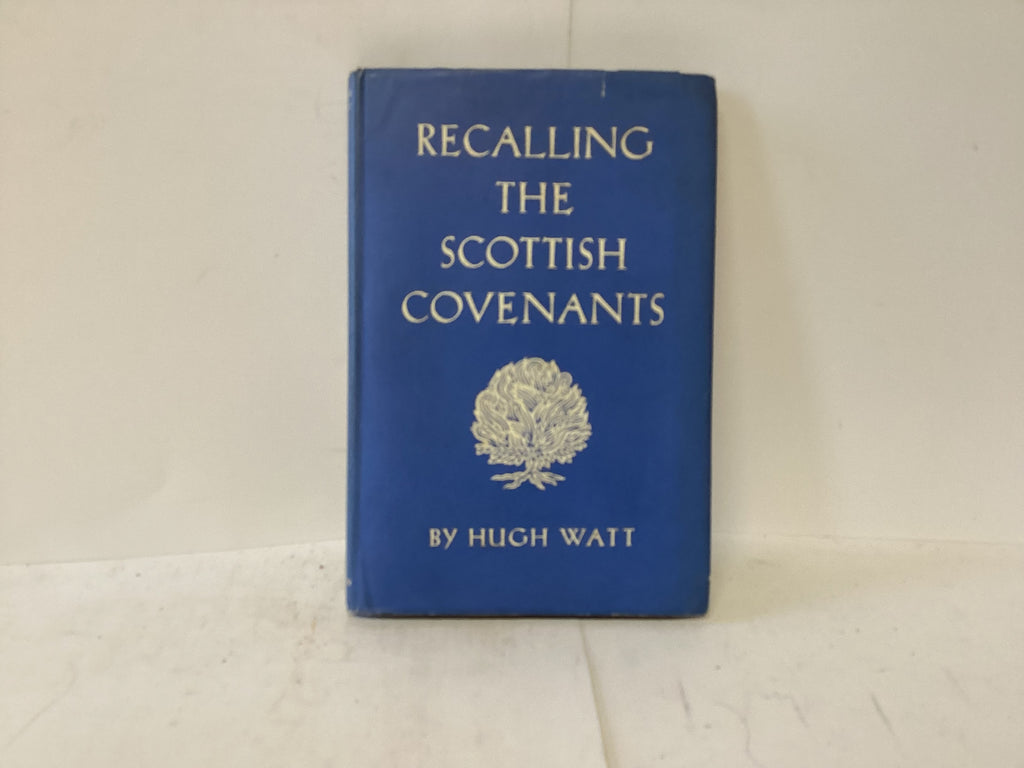 RECALLING
THE
SCOTTISH
COVENANTS
BY HUGH WATT